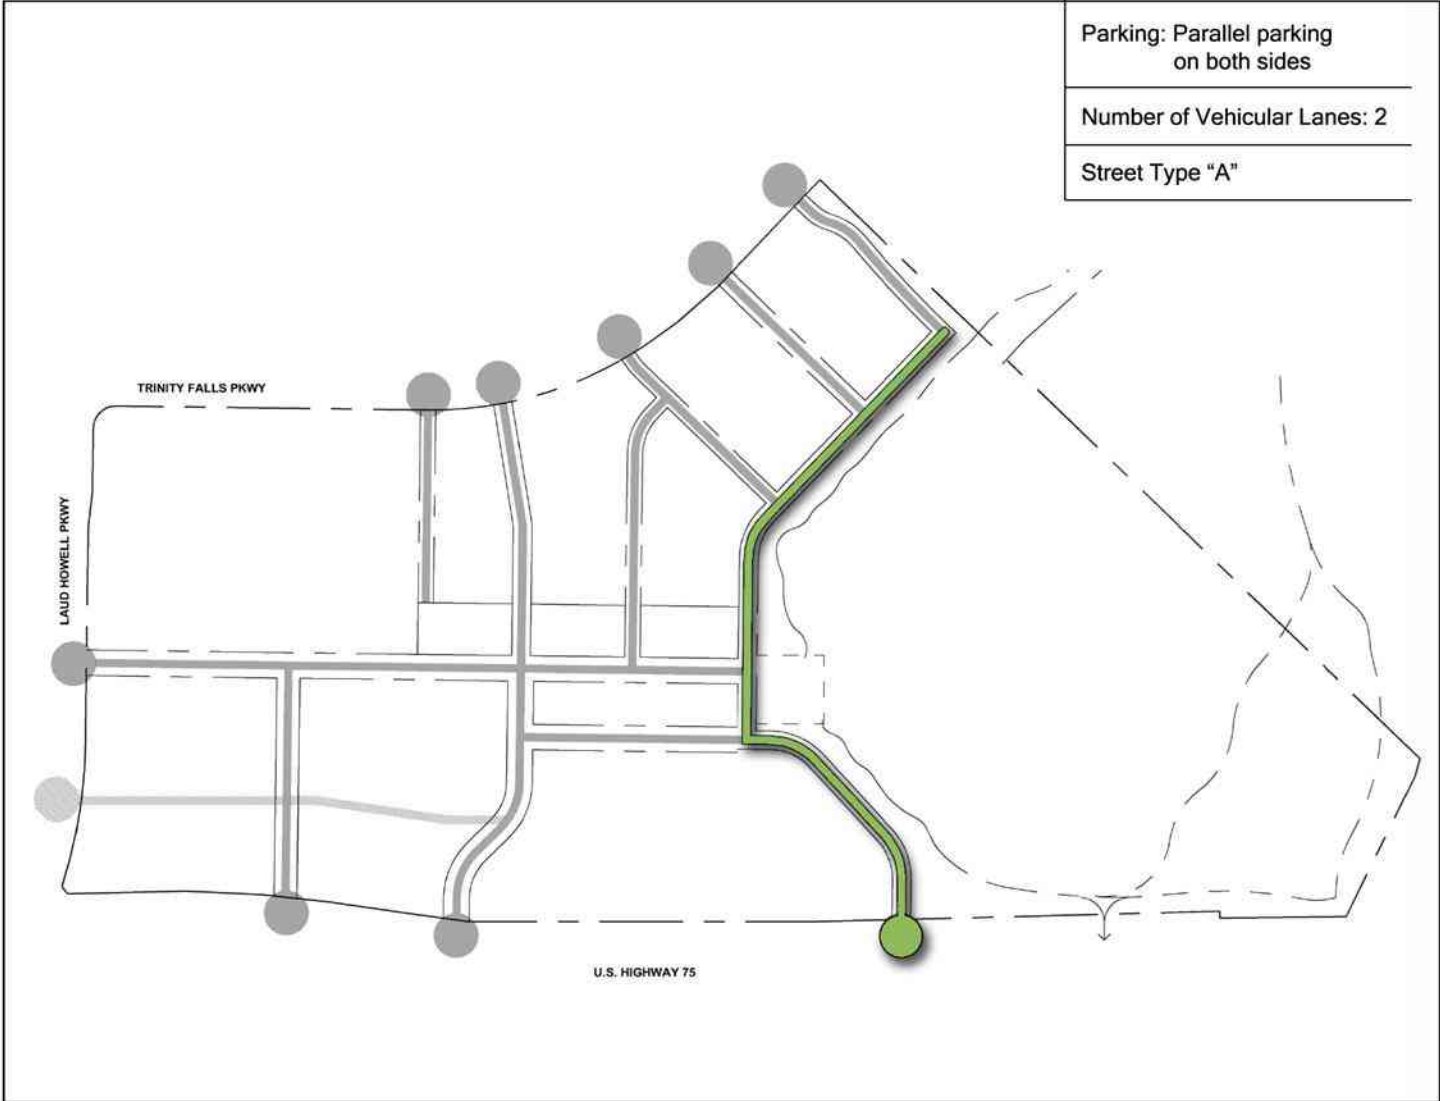 Parking: Parallel parking
on both sides
Number of Vehicular Lanes: 2
Street Type “A”
TRINITY FALLS PKWY
LAUD HOWELL PKWY
U.S. HIGHWAY 75